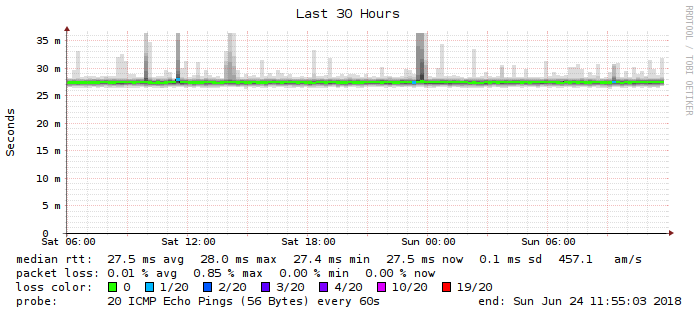 Last 30 Hours
RRDTOOL / TOBI OETIKER
Seconds
35 m
30 m
25 m
20 m
15 m
10 m
5 m
0
Sat 06:00 Sat 12:00 Sat 18:00 Sun 00:00 Sun 06:00
median rtt: 27.5 ms avg 28.0 ms max 27.4 ms min 27.5 ms now 0.1 ms sd 457.1 am/s
packet loss: 0.01 % avg 0.85 % max 0.00 % min 0.00 % now
loss color: 0 1/20 2/20 3/20 4/20 10/20 19/20
probe: 20 ICMP Echo Pings (56 Bytes) every 60s end: Sun Jun 24 11:55:03 2018